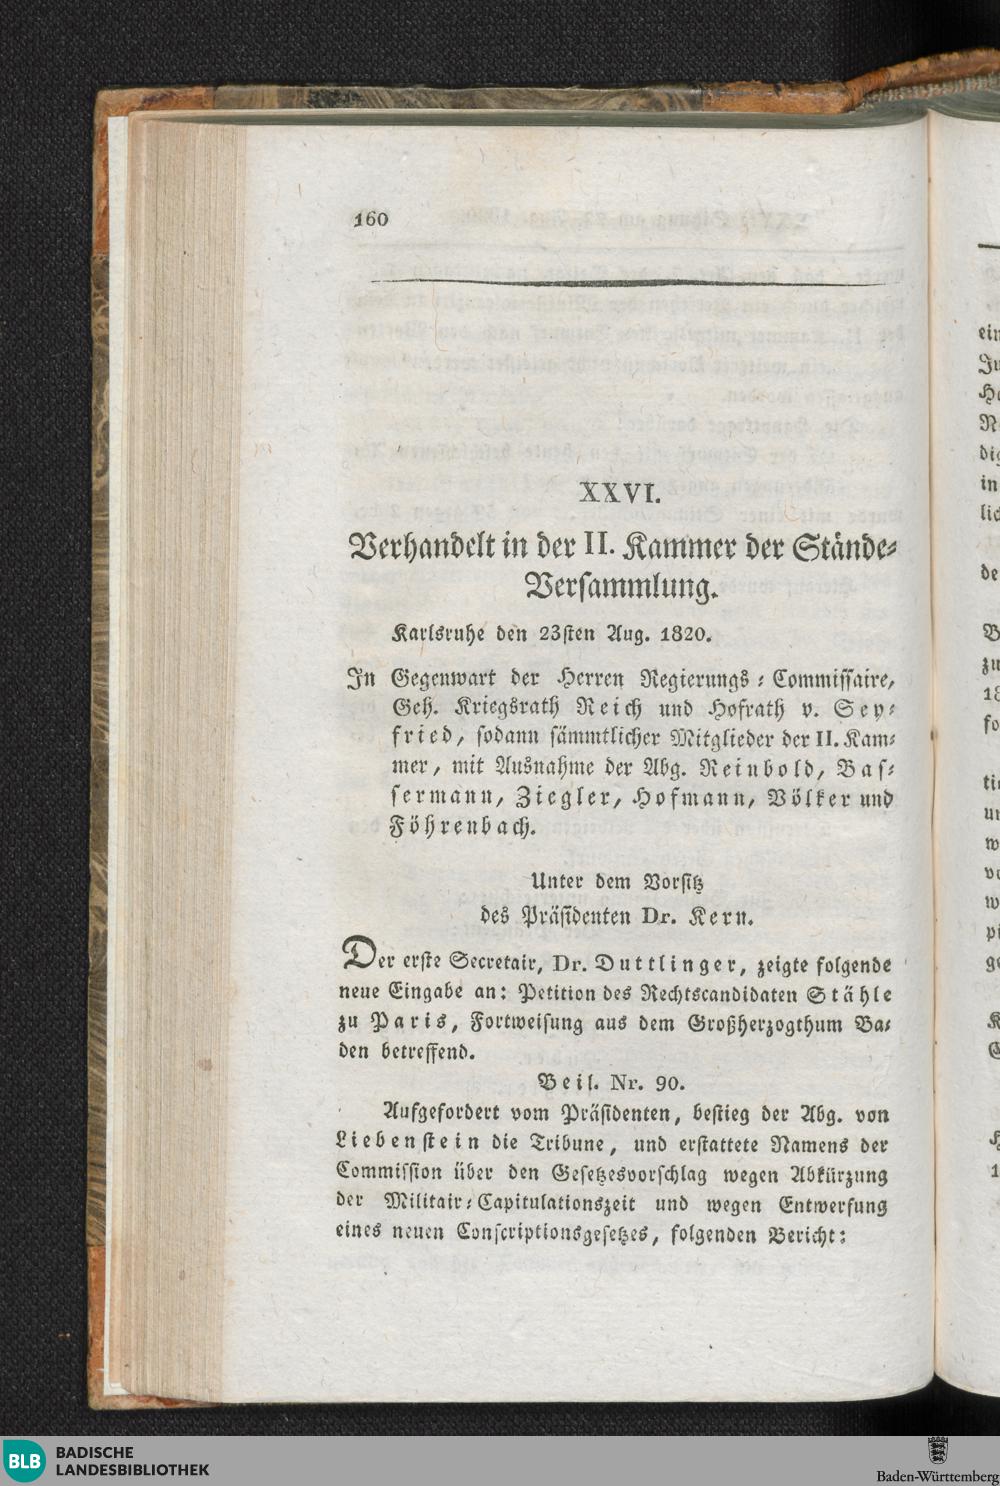 160
XXVI.
Verhandelt in der II. Kammer der Stände-
Versammlung.
Karlsruhe den 23sten Aug. 1820.
In Gegenwart der Herren Regierungs-Commissaire,
Geh. Kriegsrath Reich und Hofrath v. Sey-
fried, sodann sämmtlicher Mitglieder der II. Kam-
mer, mit Ausnahme der Abg. Reinbold, Bas-
sermann, Ziegler, Hofmann, Völker und
Föhrenbach.
Unter dem Vorsitz
des Präsidenten Dr. Kern.
Der erste Secretair, Dr. Duttlinger, zeigte folgende
neue Eingabe an: Petition des Rechtscandidaten Stähle
zu Paris, Fortweisung aus dem Großherzogthum Ba-
den betreffend.
Beil. Nr. 90.
Aufgefordert vom Präsidenten, bestieg der Abg. von
Liebenstein die Tribune, und erstattete Namens der
Commission über den Gesetzesvorschlag wegen Abkürzung
der Militair-Capitulationszeit und wegen Entwerfung
eines neuen Conscriptionsgesetzes, folgenden Bericht:
BLB BADISCHE
LANDESBIBLIOTHEK
Baden-Württemberg